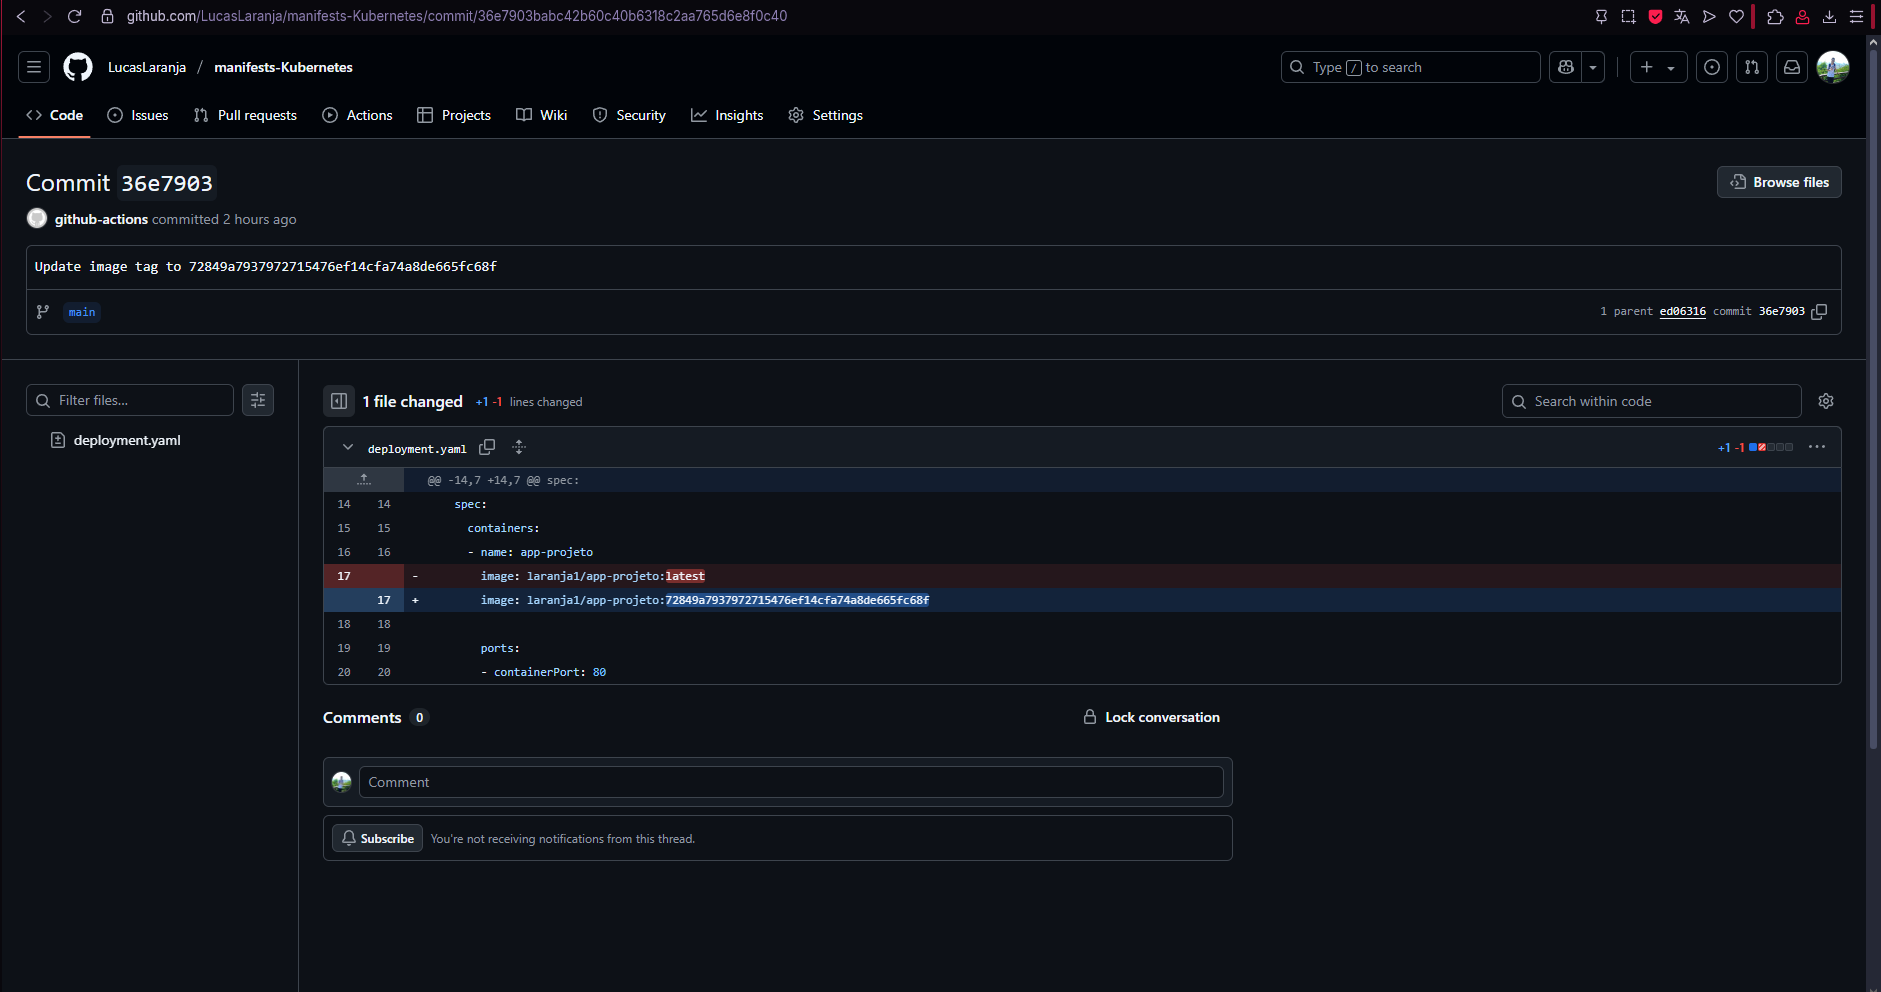 github.com/LucasLaranja/manifests-Kubernetes/commit/36e7903babc42b60c40b6318c2aa765d6e8f0c40
LucasLaranja / manifests-Kubernetes
Type / to search
Code Issues Pull requests Actions Projects Wiki Security Insights Settings
Commit 36e7903
Browse files
github-actions committed 2 hours ago
Update image tag to 72849a7937972715476ef14cfa74a8de665fc68f
main
1 parent ed06316 commit 36e7903
Filter files...
1 file changed +1 -1 lines changed
Search within code
deployment.yaml
deployment.yaml
+1 -1
@@ -14,7 +14,7 @@ spec:
14 14 spec:
15 15 containers:
16 16 - name: app-projeto
17 - image: laranja1/app-projeto:latest
17 + image: laranja1/app-projeto:72849a7937972715476ef14cfa74a8de665fc68f
18 18
19 19 ports:
20 20 - containerPort: 80
Comments 0
Lock conversation
Comment
Subscribe You're not receiving notifications from this thread.